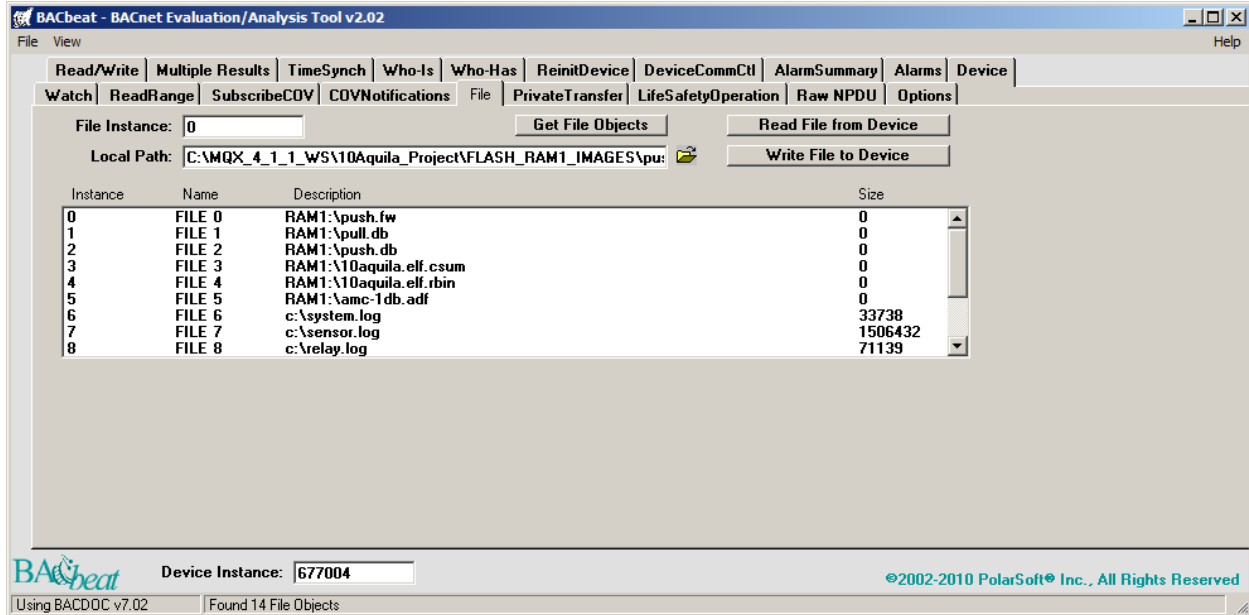 BACbeat - BACnet Evaluation/Analysis Tool v2.02
File View Help
Read/Write Multiple Results TimeSynch Who-Is Who-Has ReinitDevice DeviceCommCtl AlarmSummary Alarms Device
Watch ReadRange SubscribeCOV COVNotifications File PrivateTransfer LifeSafetyOperation Raw NPDU Options
File Instance: 0 Get File Objects Read File from Device
Local Path: C:\MQX_4_1_1_WS\10Aquila_Project\FLASH_RAM1_IMAGES\pu: Write File to Device
Instance Name Description Size
0 FILE 0 RAM1:\push.fw 0
1 FILE 1 RAM1:\pull.db 0
2 FILE 2 RAM1:\push.db 0
3 FILE 3 RAM1:\10aquila.elf.csum 0
4 FILE 4 RAM1:\10aquila.elf.rbin 0
5 FILE 5 RAM1:\amc-1db.adf 0
6 FILE 6 c:\system.log 33738
7 FILE 7 c:\sensor.log 1506432
8 FILE 8 c:\relay.log 71139
BACbeat Device Instance: 677004 ©2002-2010 PolarSoft® Inc., All Rights Reserved
Using BACDOC v7.02 Found 14 File Objects